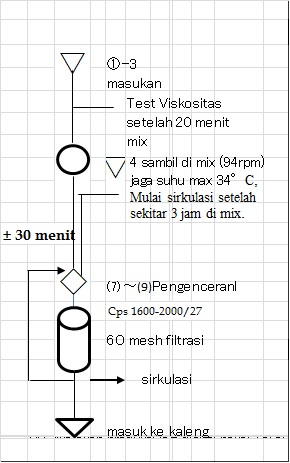 ①-3
masukan
Test Viskositas
setelah 20 menit
mix
4 sambil di mix (94rpm)
jaga suhu max 34° C,
Mulai sirkulasi setelah
sekitar 3 jam di mix.
± 30 menit
(7) ~(9)Pengenceranl
Cps 1600-2000/27
60 mesh filtrasi
sirkulasi
masuk ke kaleng